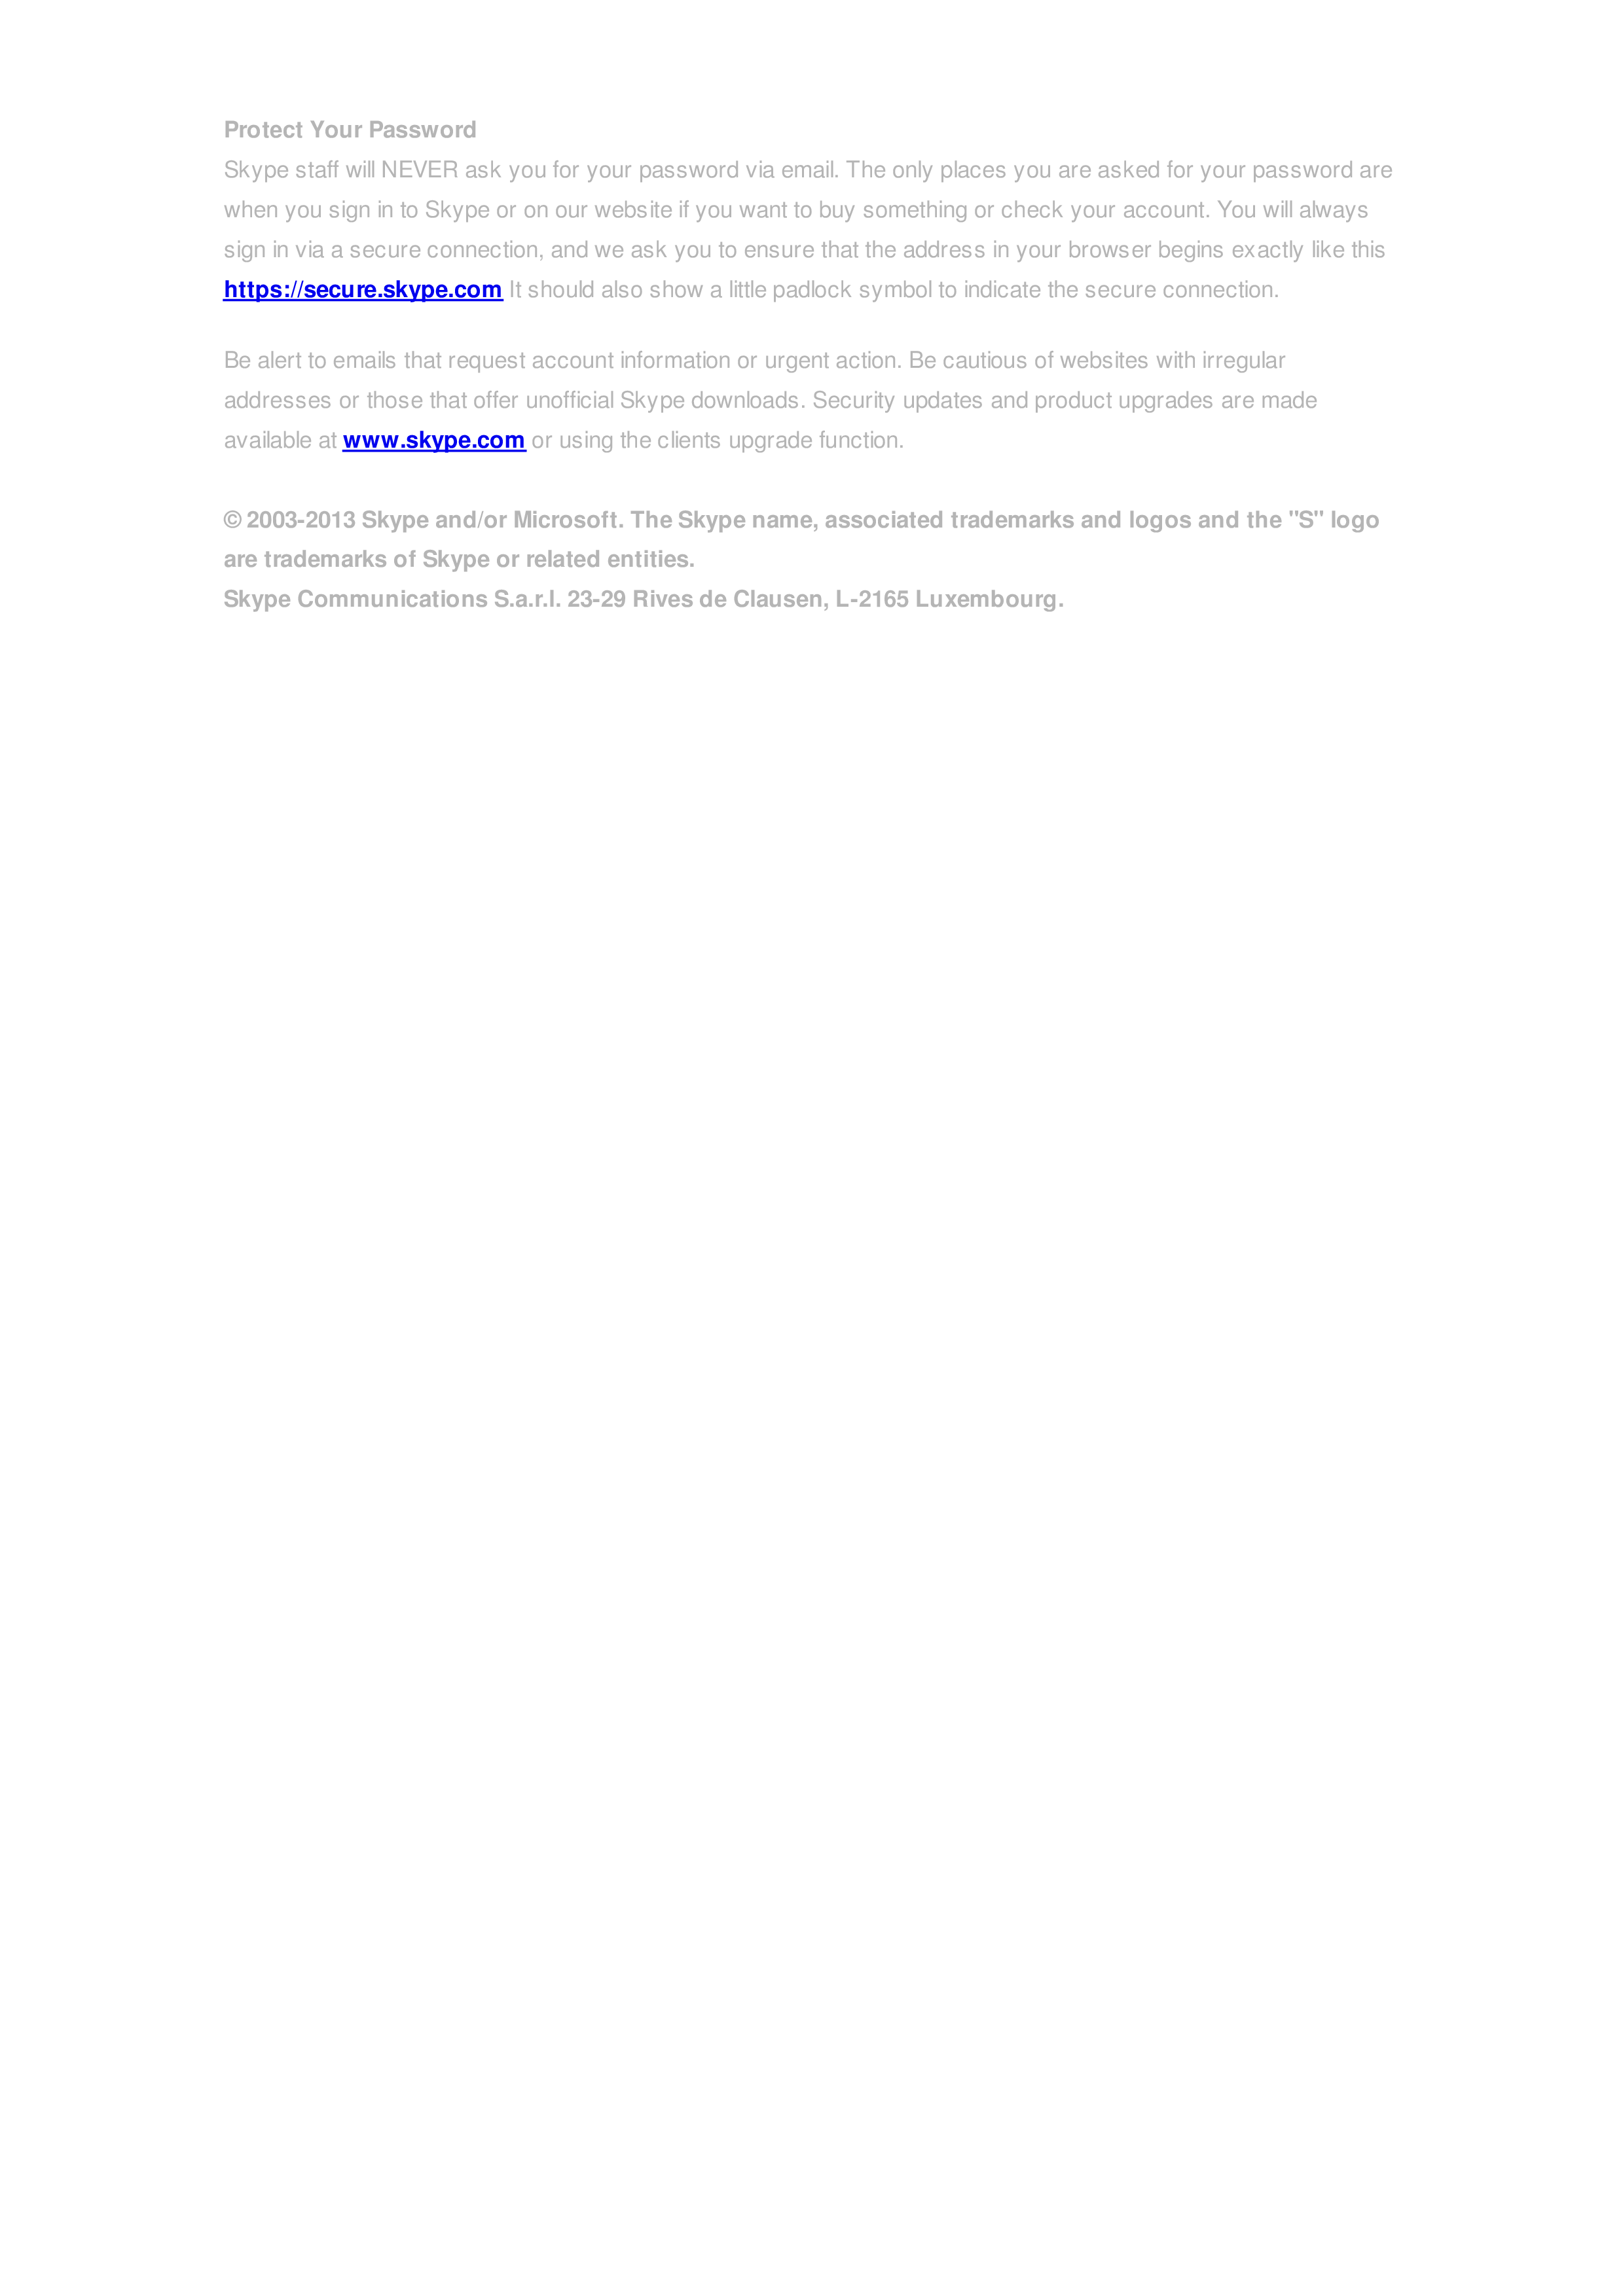 Protect Your Password
Skype staff will NEVER ask you for your password via email. The only places you are asked for your password are
when you sign in to Skype or on our website if you want to buy something or check your account. You will always
sign in via a secure connection, and we ask you to ensure that the address in your browser begins exactly like this
https://secure.skype.com It should also show a little padlock symbol to indicate the secure connection.
Be alert to emails that request account information or urgent action. Be cautious of websites with irregular
addresses or those that offer unofficial Skype downloads. Security updates and product upgrades are made
available at www.skype.com or using the clients upgrade function.
© 2003-2013 Skype and/or Microsoft. The Skype name, associated trademarks and logos and the "S" logo
are trademarks of Skype or related entities.
Skype Communications S.a.r.l. 23-29 Rives de Clausen, L-2165 Luxembourg.